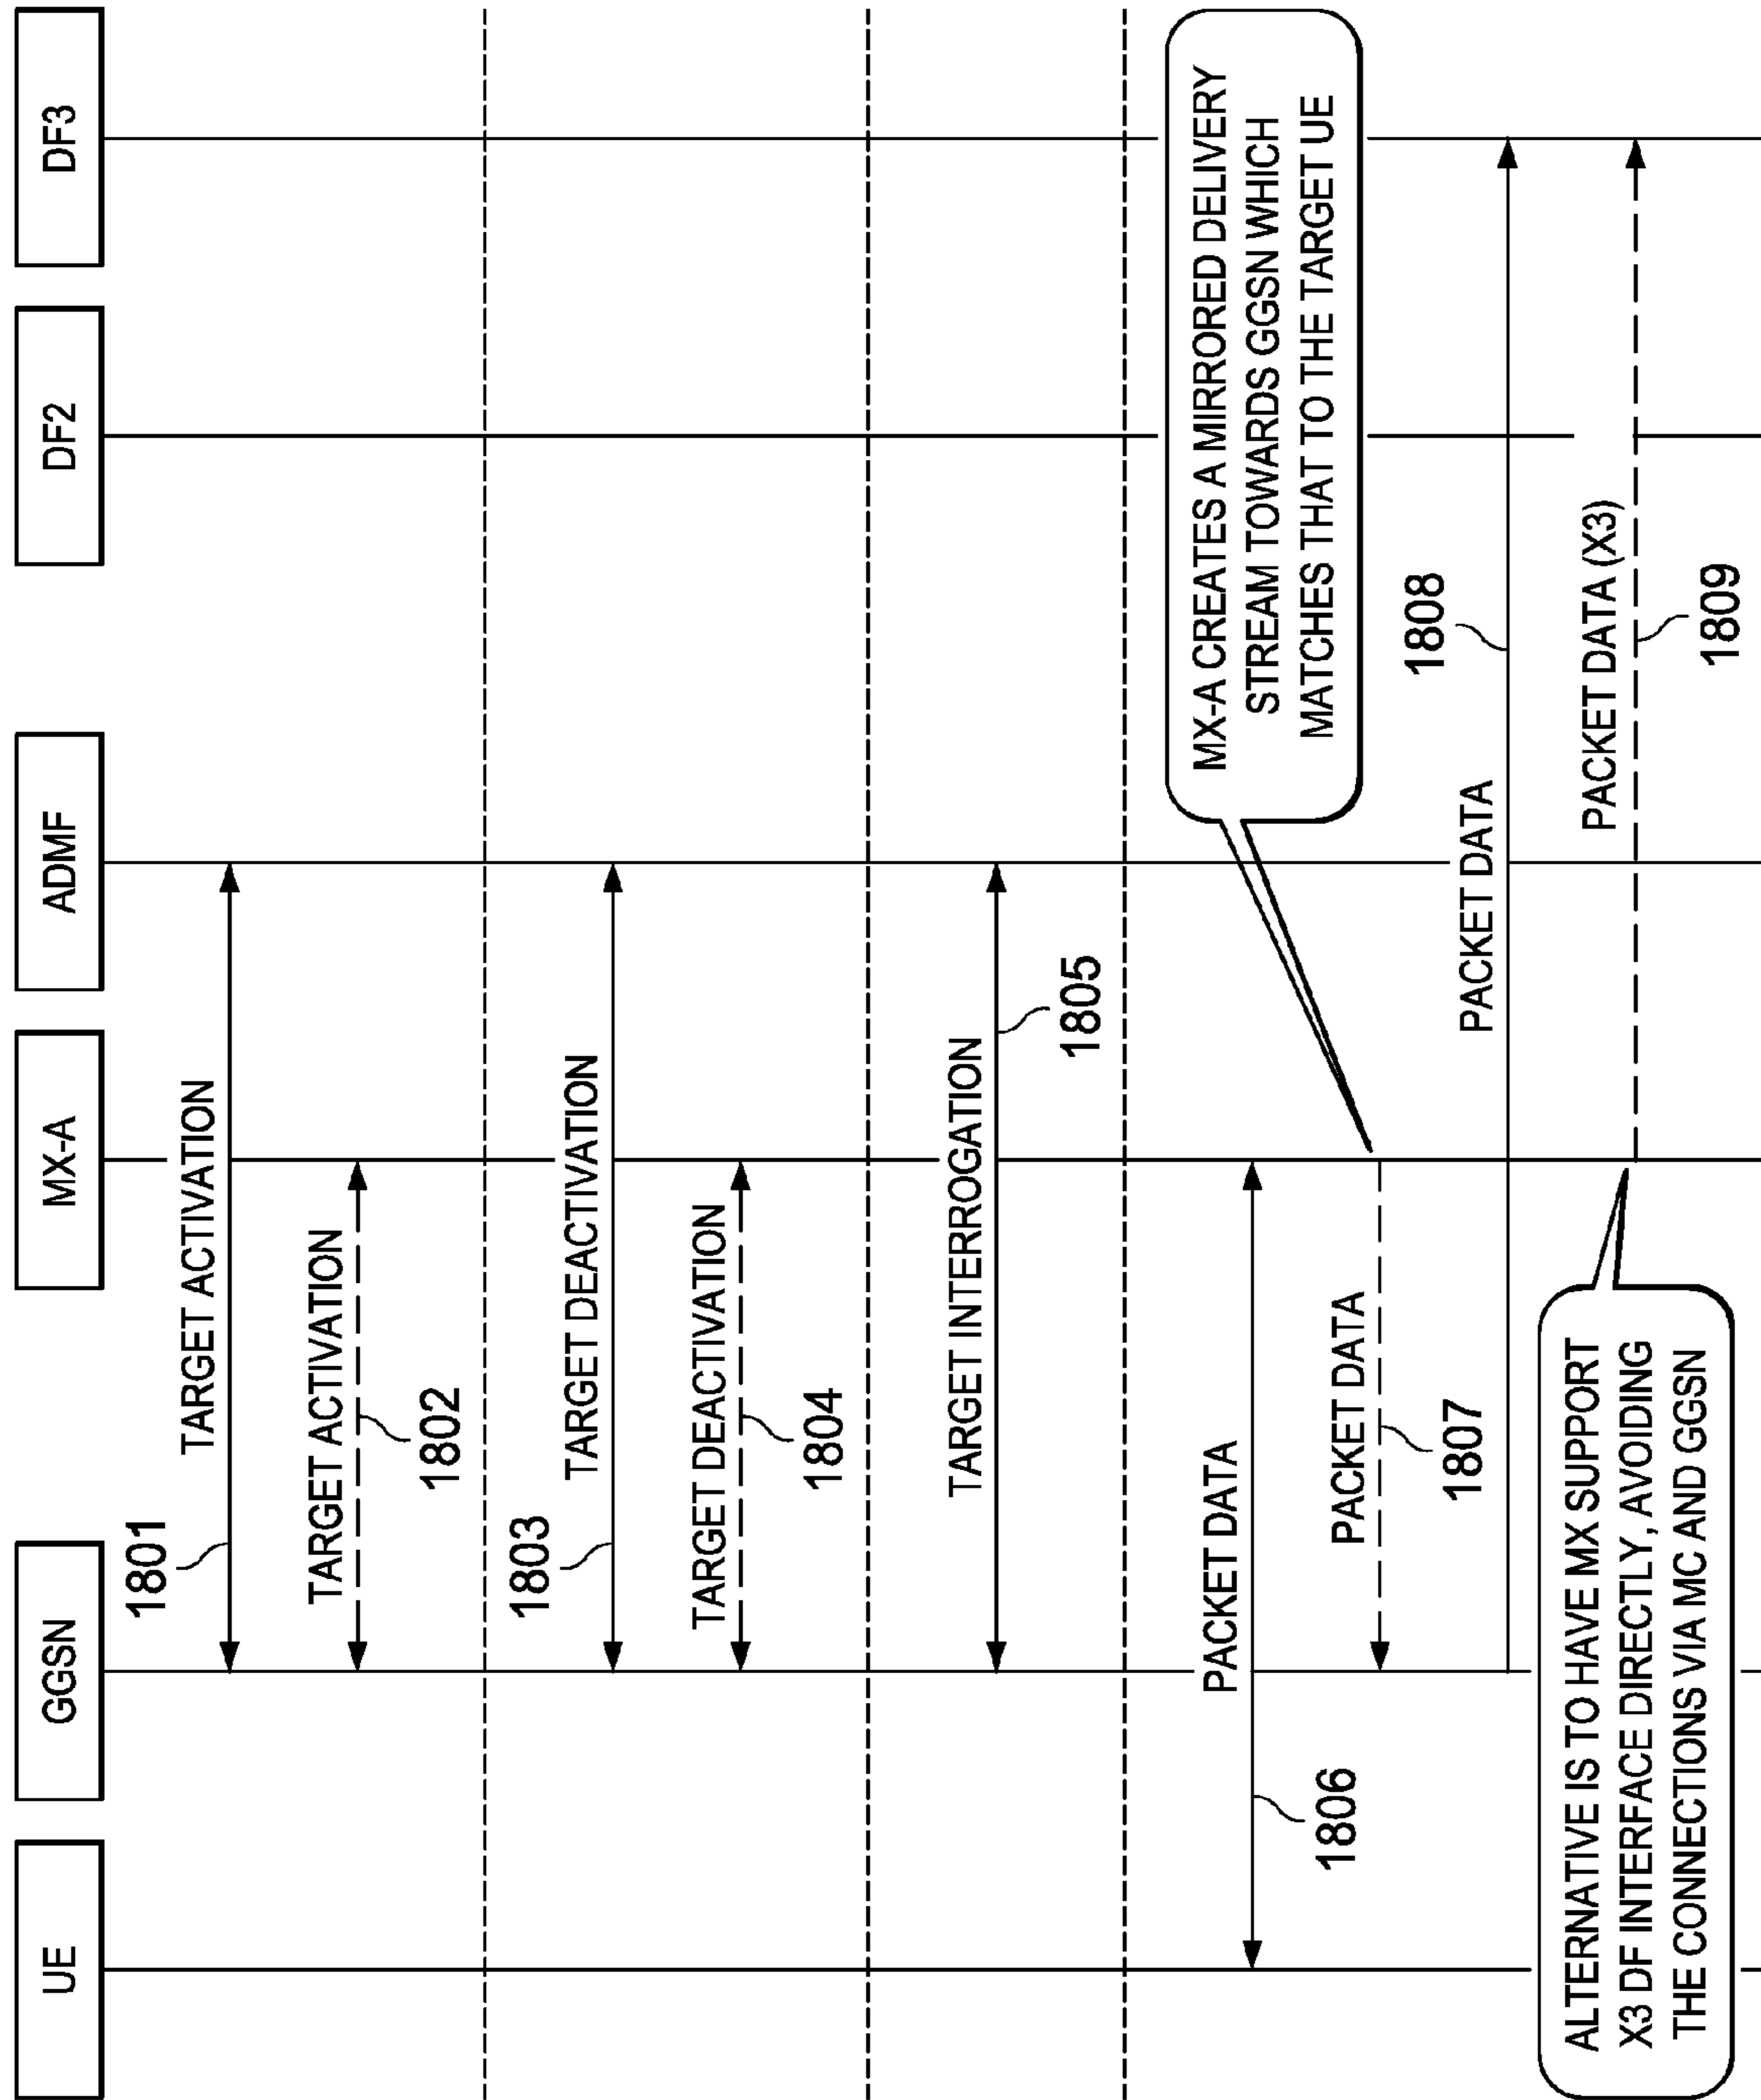 UE
GGSN
MX-A
ADMF
DF2
DF3
1801
TARGET ACTIVATION
TARGET ACTIVATION
1802
1803
TARGET DEACTIVATION
TARGET DEACTIVATION
1804
TARGET INTERROGATION
1805
MX-A CREATES A MIRRORED DELIVERY
STREAM TOWARDS GGSN WHICH
MATCHES THAT TO THE TARGET UE
PACKET DATA
1806
PACKET DATA
1807
PACKET DATA
1808
PACKET DATA (X3)
1809
ALTERNATIVE IS TO HAVE MX SUPPORT
X3 DF INTERFACE DIRECTLY, AVOIDING
THE CONNECTIONS VIA MC AND GGSN